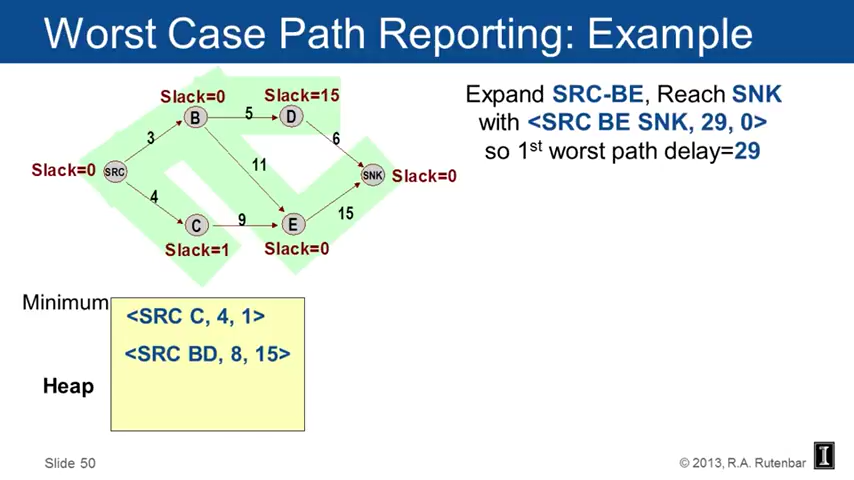 Worst Case Path Reporting: Example
Expand SRC-BE, Reach SNK
with <SRC BE SNK, 29, 0>
so 1st worst path delay=29
Slack=0
Slack=15
B
5
D
3
6
11
Slack=0
SRC
SNK
Slack=0
4
15
C
9
E
Slack=1
Slack=0
Minimum
<SRC C, 4, 1>
<SRC BD, 8, 15>
Heap
Slide 50
© 2013, R.A. Rutenbar
I